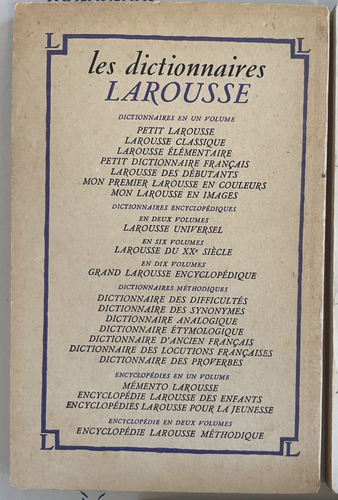 L L
les dictionnaires
LAROUSSE
DICTIONNAIRES EN UN VOLUME
PETIT LAROUSSE
LAROUSSE CLASSIQUE
LAROUSSE ÉLÉMENTAIRE
PETIT DICTIONNAIRE FRANÇAIS
LAROUSSE DES DÉBUTANTS
MON PREMIER LAROUSSE EN COULEURS
MON LAROUSSE EN IMAGES
DICTIONNAIRES ENCYCLOPÉDIQUES
EN DEUX VOLUMES
LAROUSSE UNIVERSEL
EN SIX VOLUMES
LAROUSSE DU XXe SIÈCLE
EN DIX VOLUMES
GRAND LAROUSSE ENCYCLOPÉDIQUE
DICTIONNAIRES MÉTHODIQUES
DICTIONNAIRE DES DIFFICULTÉS
DICTIONNAIRE DES SYNONYMES
DICTIONNAIRE ANALOGIQUE
DICTIONNAIRE ÉTYMOLOGIQUE
DICTIONNAIRE D'ANCIEN FRANÇAIS
DICTIONNAIRE DES LOCUTIONS FRANÇAISES
DICTIONNAIRE DES PROVERBES
ENCYCLOPÉDIES EN UN VOLUME
MÉMENTO LAROUSSE
ENCYCLOPÉDIE LAROUSSE DES ENFANTS
ENCYCLOPÉDIES LAROUSSE POUR LA JEUNESSE
ENCYCLOPÉDIE EN DEUX VOLUMES
ENCYCLOPÉDIE LAROUSSE MÉTHODIQUE
L L